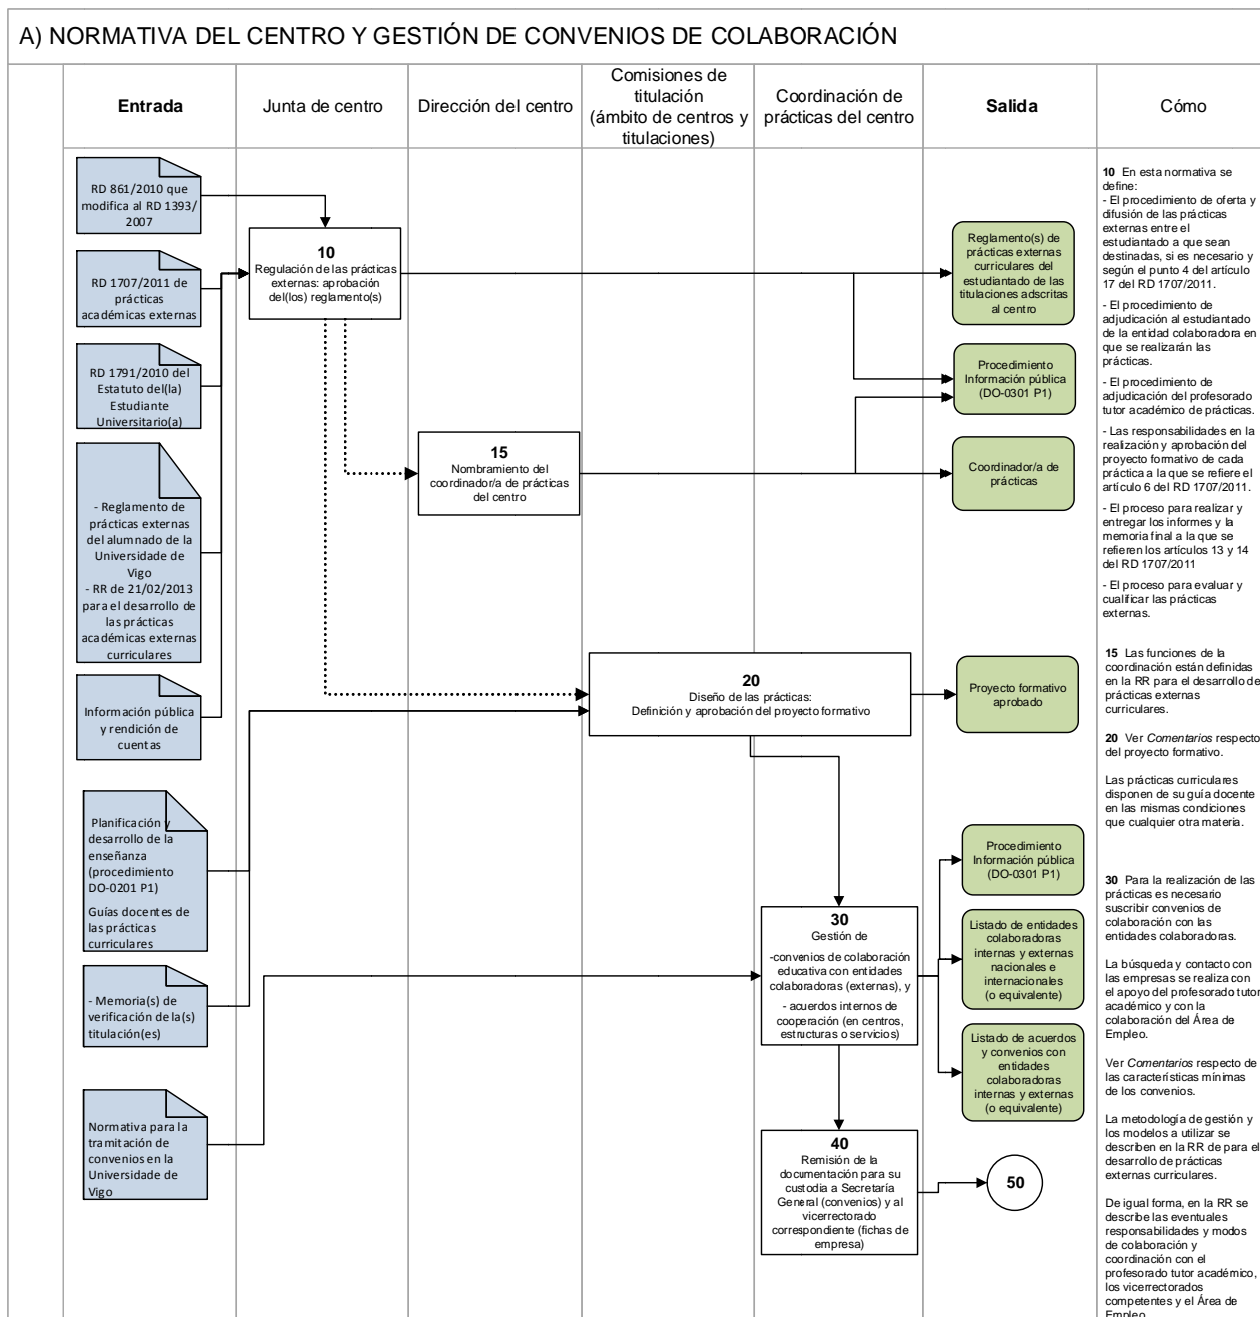 A) NORMATIVA DEL CENTRO Y GESTIÓN DE CONVENIOS DE COLABORACIÓN
Entrada
Junta de centro
Dirección del centro
Comisiones de
titulación
(ámbito de centros y
titulaciones)
Coordinación de
prácticas del centro
Salida
Cómo
RD 861/2010 que
modifica al RD 1393/
2007
RD 1707/2011 de
prácticas
académicas externas
RD 1791/2010 del
Estatuto del(la)
Estudiante
Universitario(a)
- Reglamento de
prácticas externas
del alumnado de la
Universidade de
Vigo
- RR de 21/02/2013
para el desarrollo de
las prácticas
académicas externas
curriculares
Información pública
y rendición de
cuentas
Planificación y
desarrollo de la
enseñanza
(procedimiento
DO-0201 P1)
Guías docentes de
las prácticas
curriculares
- Memoria(s) de
verificación de la(s)
titulación(es)
Normativa para la
tramitación de
convenios en la
Universidade de
Vigo
10
Regulación de las prácticas
externas: aprobación
del(los) reglamento(s)
15
Nombramiento del
coordinador/a de prácticas
del centro
20
Diseño de las prácticas:
Definición y aprobación del proyecto formativo
30
Gestión de
-convenios de colaboración
educativa con entidades
colaboradoras (externas), y
- acuerdos internos de
cooperación (en centros,
estructuras o servicios)
40
Remisión de la
documentación para su
custodia a Secretaría
General (convenios) y al
vicerrectorado
correspondiente (fichas de
empresa)
Reglamento(s) de
prácticas externas
curriculares del
estudiantado de las
titulaciones adscritas
al centro
Procedimiento
Información pública
(DO-0301 P1)
Coordinador/a de
prácticas
Proyecto formativo
aprobado
Procedimiento
Información pública
(DO-0301 P1)
Listado de entidades
colaboradoras
internas y externas
nacionales e
internacionales
(o equivalente)
Listado de acuerdos
y convenios con
entidades
colaboradoras
internas y externas
(o equivalente)
50
10 En esta normativa se
define:
- El procedimiento de oferta y
difusión de las prácticas
externas entre el
estudiantado a que sean
destinadas, si es necesario y
según el punto 4 del artículo
17 del RD 1707/2011.
- El procedimiento de
adjudicación al estudiantado
de la entidad colaboradora en
que se realizarán las
prácticas.
- El procedimiento de
adjudicación del profesorado
tutor académico de prácticas.
- Las responsabilidades en la
realización y aprobación del
proyecto formativo de cada
práctica a la que se refiere el
artículo 6 del RD 1707/2011.
- El proceso para realizar y
entregar los informes y la
memoria final a la que se
refieren los artículos 13 y 14
del RD 1707/2011
- El proceso para evaluar y
cualificar las prácticas
externas.
15 Las funciones de la
coordinación están definidas
en la RR para el desarrollo de
prácticas externas
curriculares.
20 Ver Comentarios respecto
del proyecto formativo.
Las prácticas curriculares
disponen de su guía docente
en las mismas condiciones
que cualquier otra materia.
30 Para la realización de las
prácticas es necesario
suscribir convenios de
colaboración con las
entidades colaboradoras.
La búsqueda y contacto con
las empresas se realiza con
el apoyo del profesorado tutor
académico y con la
colaboración del Área de
Empleo.
Ver Comentarios respecto de
las características mínimas
de los convenios.
La metodología de gestión y
los modelos a utilizar se
describen en la RR de para el
desarrollo de prácticas
externas curriculares.
De igual forma, en la RR se
describe las eventuales
responsabilidades y modos
de colaboración y
coordinación con el
profesorado tutor académico,
los vicerrectorados
competentes y el Área de
Empleo